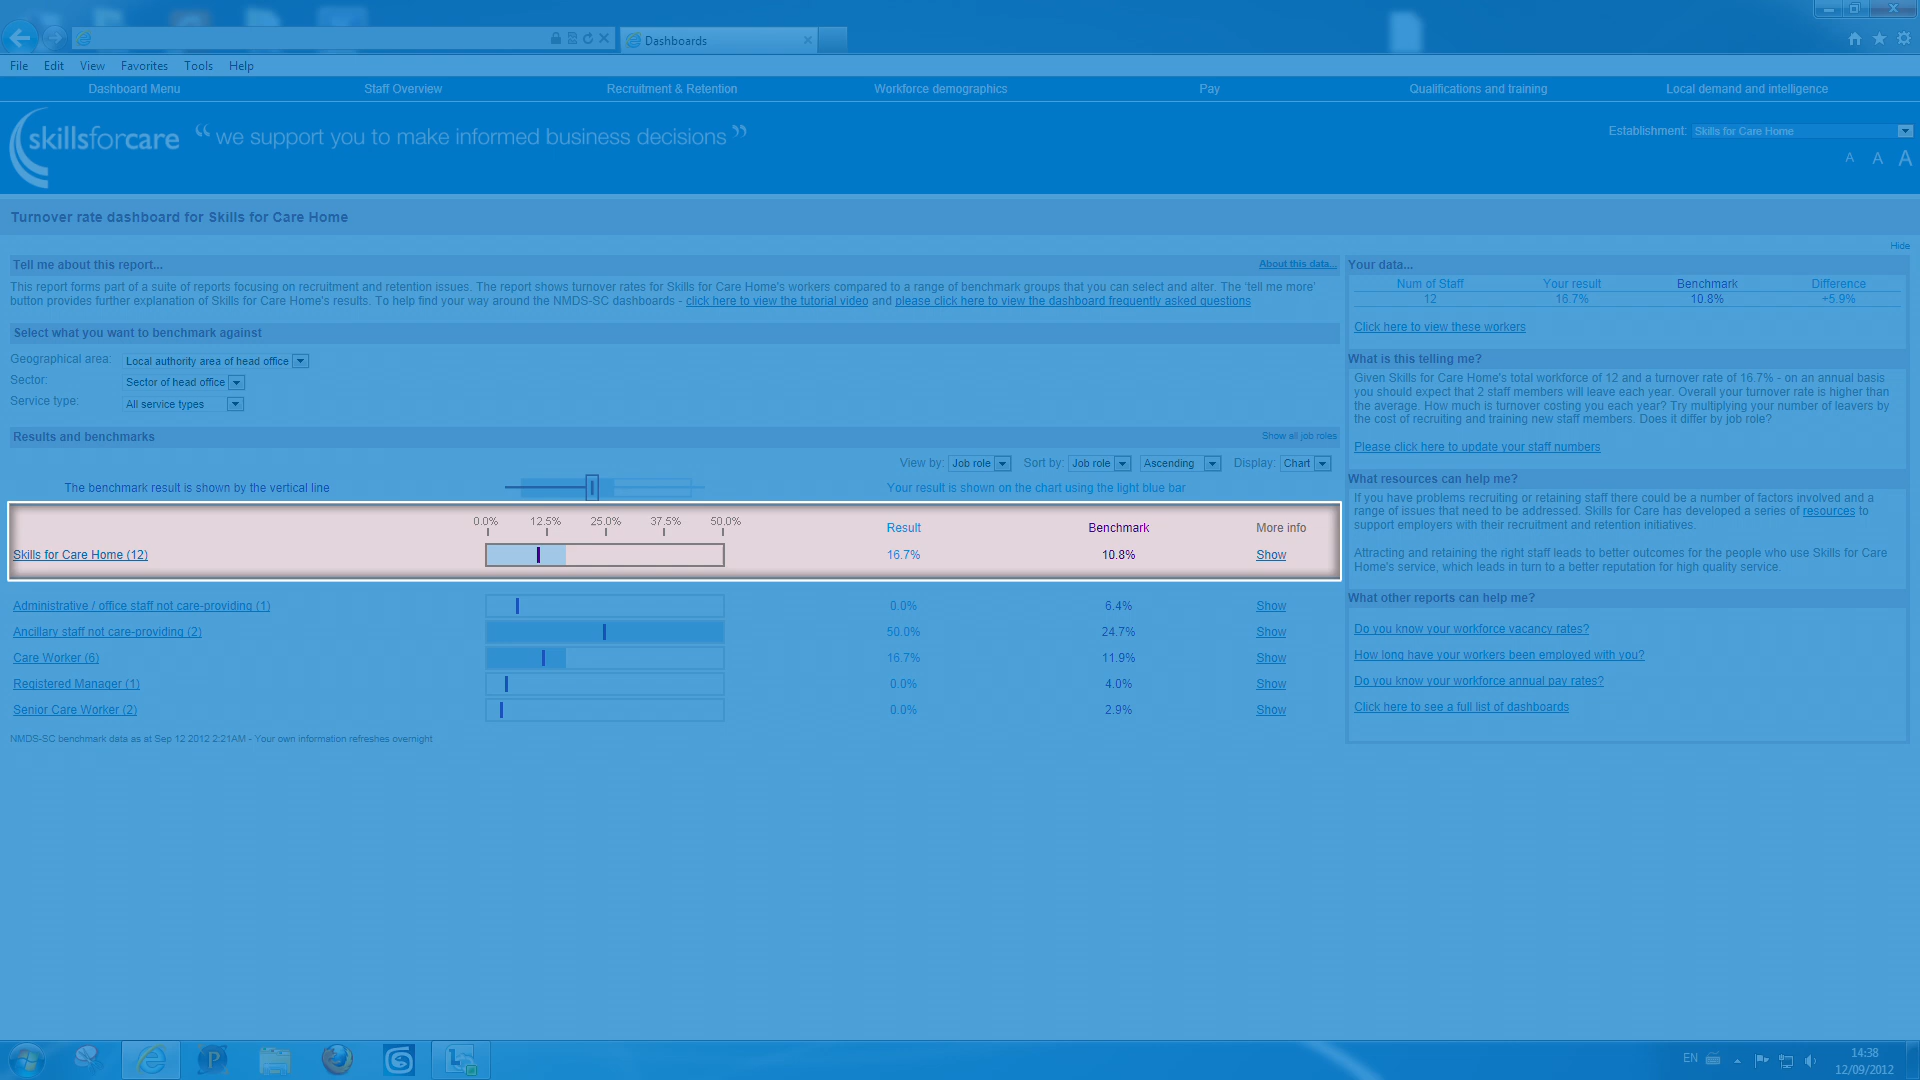 Dashboards
File Edit View Favorites Tools Help
Dashboard Menu Staff Overview Recruitment & Retention Workforce demographics Pay Qualifications and training Local demand and intelligence
skillsforcare “ we support you to make informed business decisions ”
Establishment: Skills for Care Home
A A A
Turnover rate dashboard for Skills for Care Home
Hide
Tell me about this report... About this data...
This report forms part of a suite of reports focusing on recruitment and retention issues. The report shows turnover rates for Skills for Care Home's workers compared to a range of benchmark groups that you can select and alter. The 'tell me more'
button provides further explanation of Skills for Care Home's results. To help find your way around the NMDS-SC dashboards - click here to view the tutorial video and please click here to view the dashboard frequently asked questions
Select what you want to benchmark against
Geographical area: Local authority area of head office
Sector: Sector of head office
Service type: All service types
Results and benchmarks Show all job roles
View by: Job role Sort by: Job role Ascending Display: Chart
The benchmark result is shown by the vertical line Your result is shown on the chart using the light blue bar
0.0% 12.5% 25.0% 37.5% 50.0% Result Benchmark More info
Skills for Care Home (12) 16.7% 10.8% Show
Administrative / office staff not care-providing (1) 0.0% 6.4% Show
Ancillary staff not care-providing (2) 50.0% 24.7% Show
Care Worker (6) 16.7% 11.9% Show
Registered Manager (1) 0.0% 4.0% Show
Senior Care Worker (2) 0.0% 2.9% Show
NMDS-SC benchmark data as at Sep 12 2012 2:21AM - Your own information refreshes overnight
Your data...
Num of Staff Your result Benchmark Difference
12 16.7% 10.8% +5.9%
Click here to view these workers
What is this telling me?
Given Skills for Care Home's total workforce of 12 and a turnover rate of 16.7% - on an annual basis
you should expect that 2 staff members will leave each year. Overall your turnover rate is higher than
the average. How much is turnover costing you each year? Try multiplying your number of leavers by
the cost of recruiting and training new staff members. Does it differ by job role?
Please click here to update your staff numbers
What resources can help me?
If you have problems recruiting or retaining staff there could be a number of factors involved and a
range of issues that need to be addressed. Skills for Care has developed a series of resources to
support employers with their recruitment and retention initiatives.
Attracting and retaining the right staff leads to better outcomes for the people who use Skills for Care
Home's service, which leads in turn to a better reputation for high quality service.
What other reports can help me?
Do you know your workforce vacancy rates?
How long have your workers been employed with you?
Do you know your workforce annual pay rates?
Click here to see a full list of dashboards
P S
EN 14:38
12/09/2012